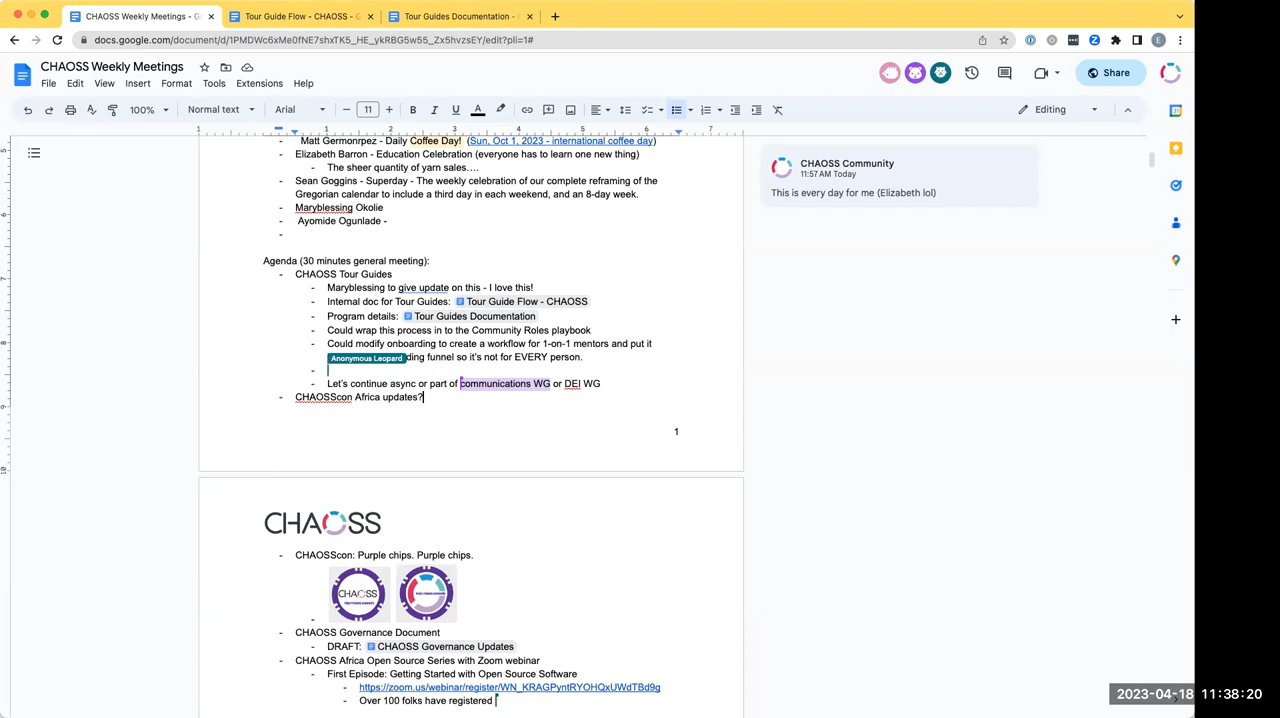 CHAOSS Weekly Meetings - G
Tour Guide Flow - CHAOSS - G
Tour Guides Documentation -
docs.google.com/document/d/1PMDWc6xMe0fNE7shxTK5_HE_ykRBG5w55_Zx5hvzsEY/edit?pli=1#
E
CHAOSS Weekly Meetings
File Edit View Insert Format Tools Extensions Help
Share
100% Normal text Arial 11 B I U A Editing
1 1 2 3 4 5 6 7
Matt Germonrpez - Daily Coffee Day! (Sun, Oct 1, 2023 - international coffee day)
- Elizabeth Barron - Education Celebration (everyone has to learn one new thing)
- The sheer quantity of yarn sales….
- Sean Goggins - Superday - The weekly celebration of our complete reframing of the
Gregorian calendar to include a third day in each weekend, and an 8-day week.
- Maryblessing Okolie
- Ayomide Ogunlade -
-
CHAOSS Community
11:57 AM Today
This is every day for me (Elizabeth lol)
Agenda (30 minutes general meeting):
- CHAOSS Tour Guides
- Maryblessing to give update on this - I love this!
- Internal doc for Tour Guides: Tour Guide Flow - CHAOSS
- Program details: Tour Guides Documentation
- Could wrap this process in to the Community Roles playbook
- Could modify onboarding to create a workflow for 1-on-1 mentors and put it
Anonymous Leopard
ding funnel so it's not for EVERY person.
-
- Let's continue async or part of communications WG or DEI WG
- CHAOSScon Africa updates?
1
CHAOSS
- CHAOSScon: Purple chips. Purple chips.
CHAOSS
-
- CHAOSS Governance Document
- DRAFT: CHAOSS Governance Updates
- CHAOSS Africa Open Source Series with Zoom webinar
- First Episode: Getting Started with Open Source Software
- https://zoom.us/webinar/register/WN_KRAGPyntRYOHQxUWdTBd9g
- Over 100 folks have registered
2023-04-18 11:38:20